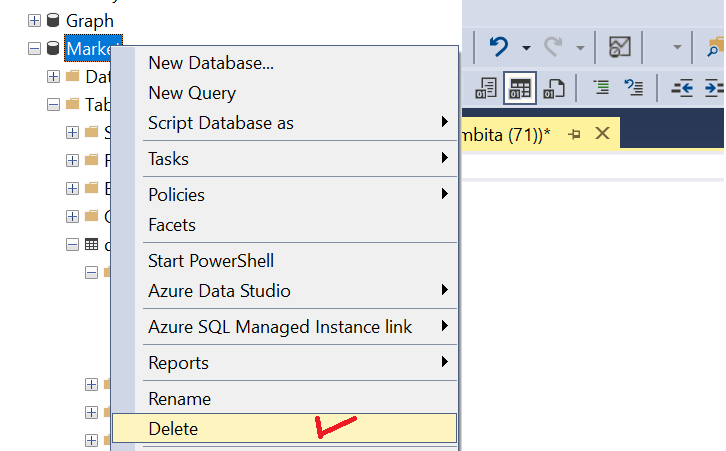 Graph
Market
New Database...
New Query
Script Database as
Tasks
Policies
Facets
Start PowerShell
Azure Data Studio
Azure SQL Managed Instance link
Reports
Rename
Delete
mbita (71))*